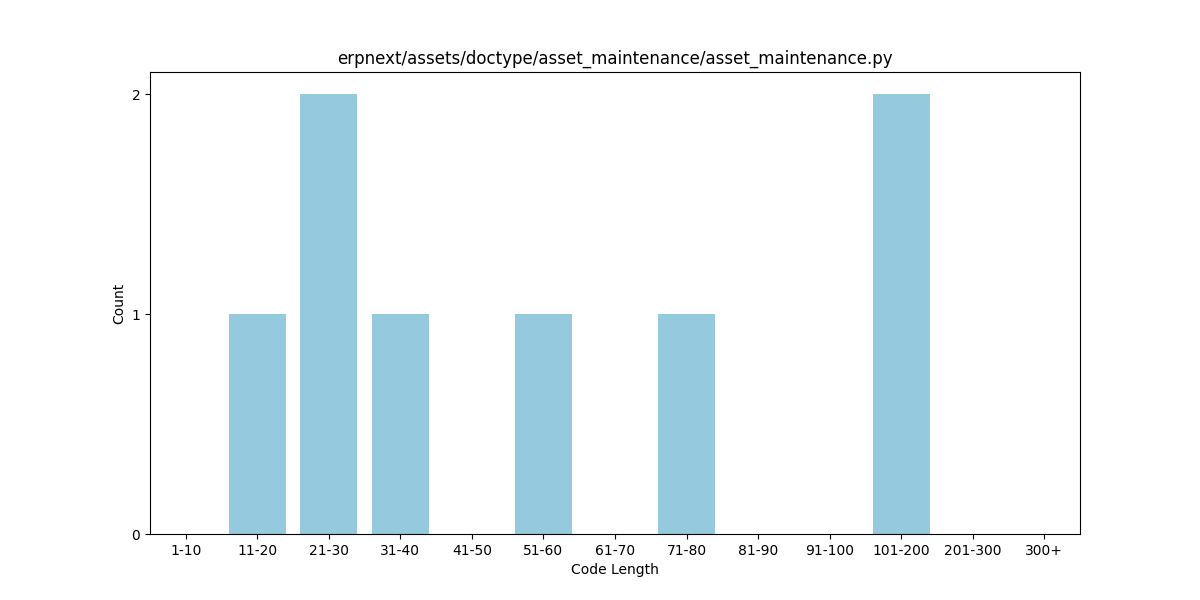 erpnext/assets/doctype/asset_maintenance/asset_maintenance.py
2
1
0
Count
1-10 11-20 21-30 31-40 41-50 51-60 61-70 71-80 81-90 91-100 101-200 201-300 300+
Code Length